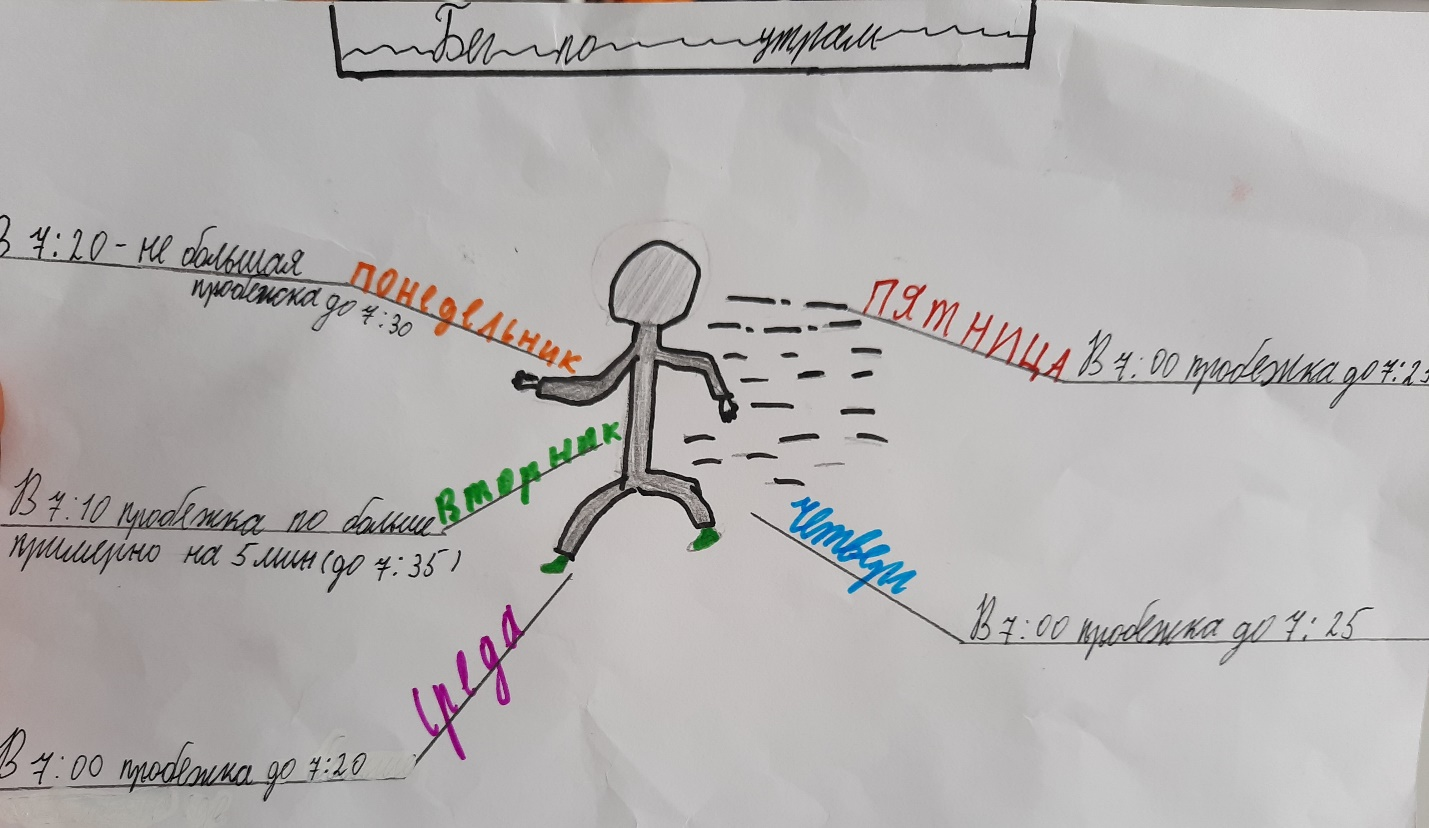 Бег по утрам
В 7:20 - не большая
пробежка до 7:30
понедельник
ПЯТНИЦА
В 7:00 пробежка до 7:25
Вторник
В 7:10 пробежка по больше
примерно на 5 мин (до 7:35)
четверг
В 7:00 пробежка до 7:25
Среда
В 7:00 пробежка до 7:20